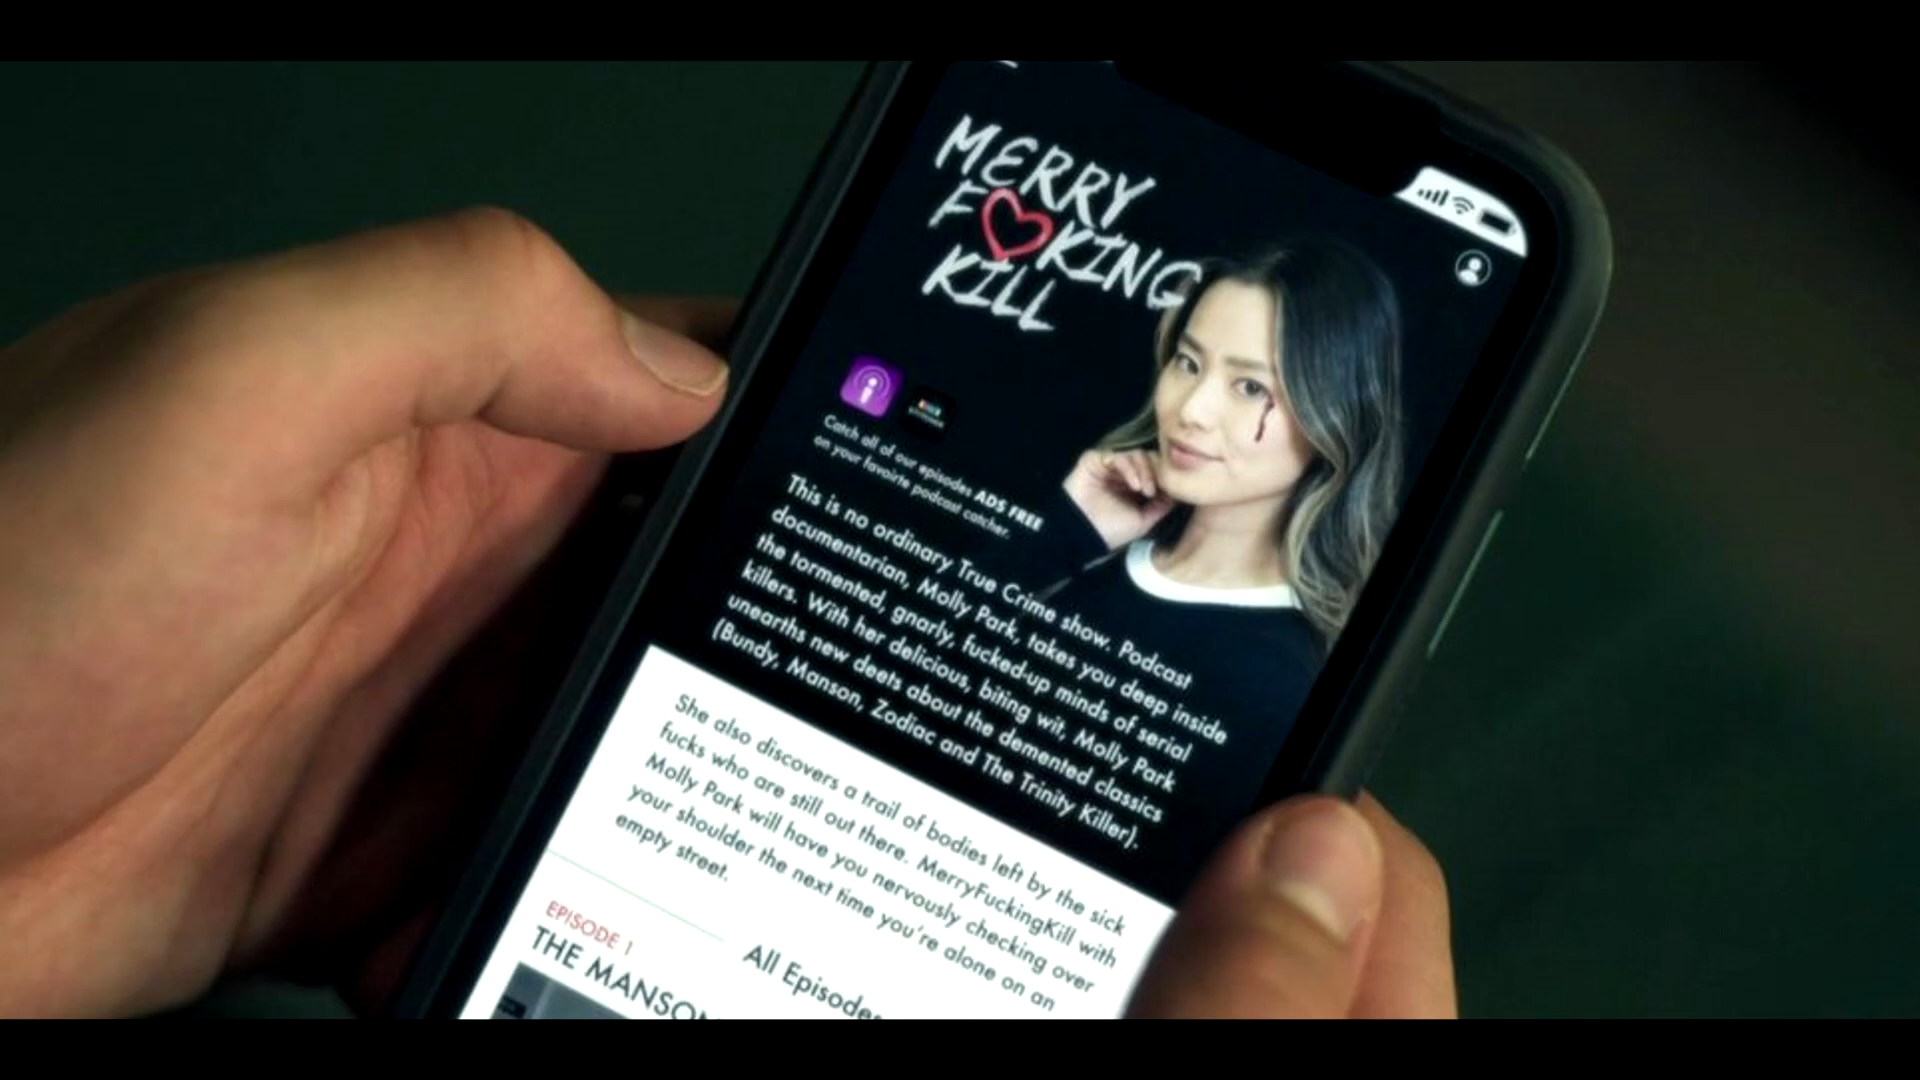 MERRY
F♡KING
KILL
Catch all of our episodes ADS FREE
on your favoirte podcast catcher.
This is no ordinary True Crime show. Podcast
documentarian, Molly Park, takes you deep inside
the tormented, gnarly, fucked-up minds of serial
killers. With her delicious, biting wit, Molly Park
unearths new deets about the demented classics
(Bundy, Manson, Zodiac and The Trinity Killer).
She also discovers a trail of bodies left by the sick
fucks who are still out there. MerryFuckingKill with
Molly Park will have you nervously checking over
your shoulder the next time you're alone on an
empty street.
All Episodes
EPISODE 1
THE MANSON